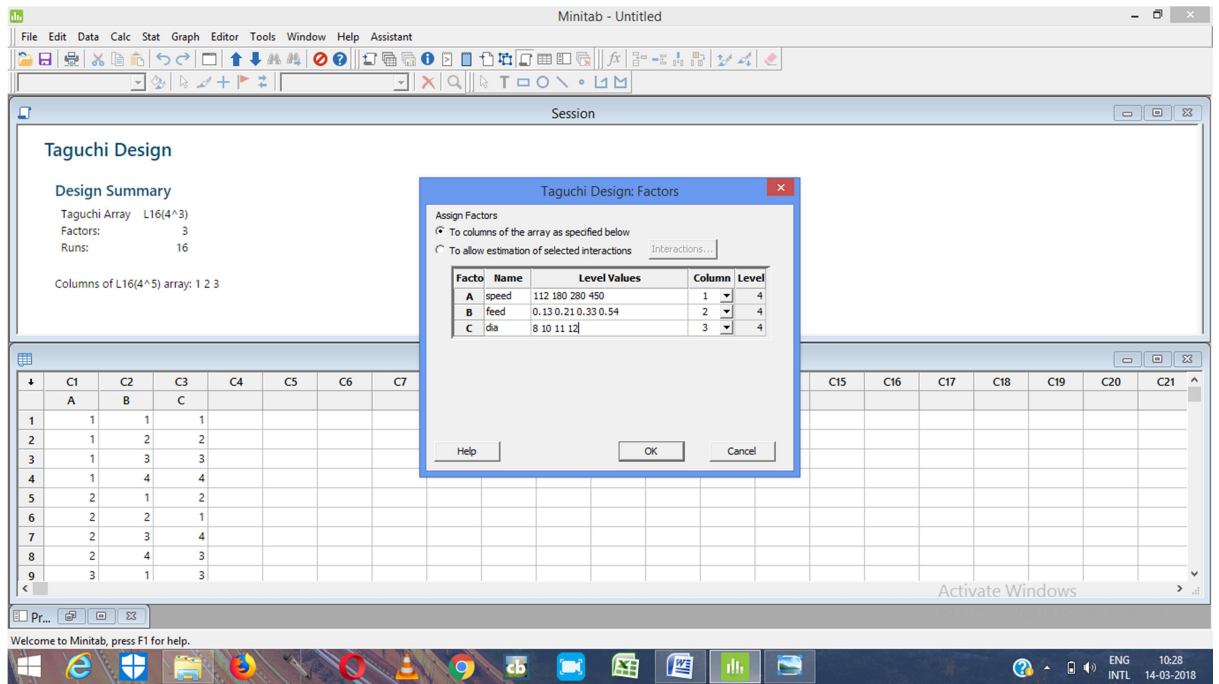 Minitab - Untitled
File Edit Data Calc Stat Graph Editor Tools Window Help Assistant
Session
Taguchi Design
Design Summary
Taguchi Array L16(4^3)
Factors: 3
Runs: 16
Columns of L16(4^5) array: 1 2 3
Taguchi Design: Factors
Assign Factors
To columns of the array as specified below
To allow estimation of selected interactions Interactions...
Facto Name Level Values Column Level
A speed 112 180 280 450 1 4
B feed 0.13 0.21 0.33 0.54 2 4
C dia 8 10 11 12 3 4
Help OK Cancel
C1 C2 C3 C4 C5 C6 C7 C15 C16 C17 C18 C19 C20 C21
A B C
1 1 1 1
2 1 2 2
3 1 3 3
4 1 4 4
5 2 1 2
6 2 2 1
7 2 3 4
8 2 4 3
9 3 1 3
Activate Windows
Pr...
Welcome to Minitab, press F1 for help.
ENG 10:28
INTL 14-03-2018